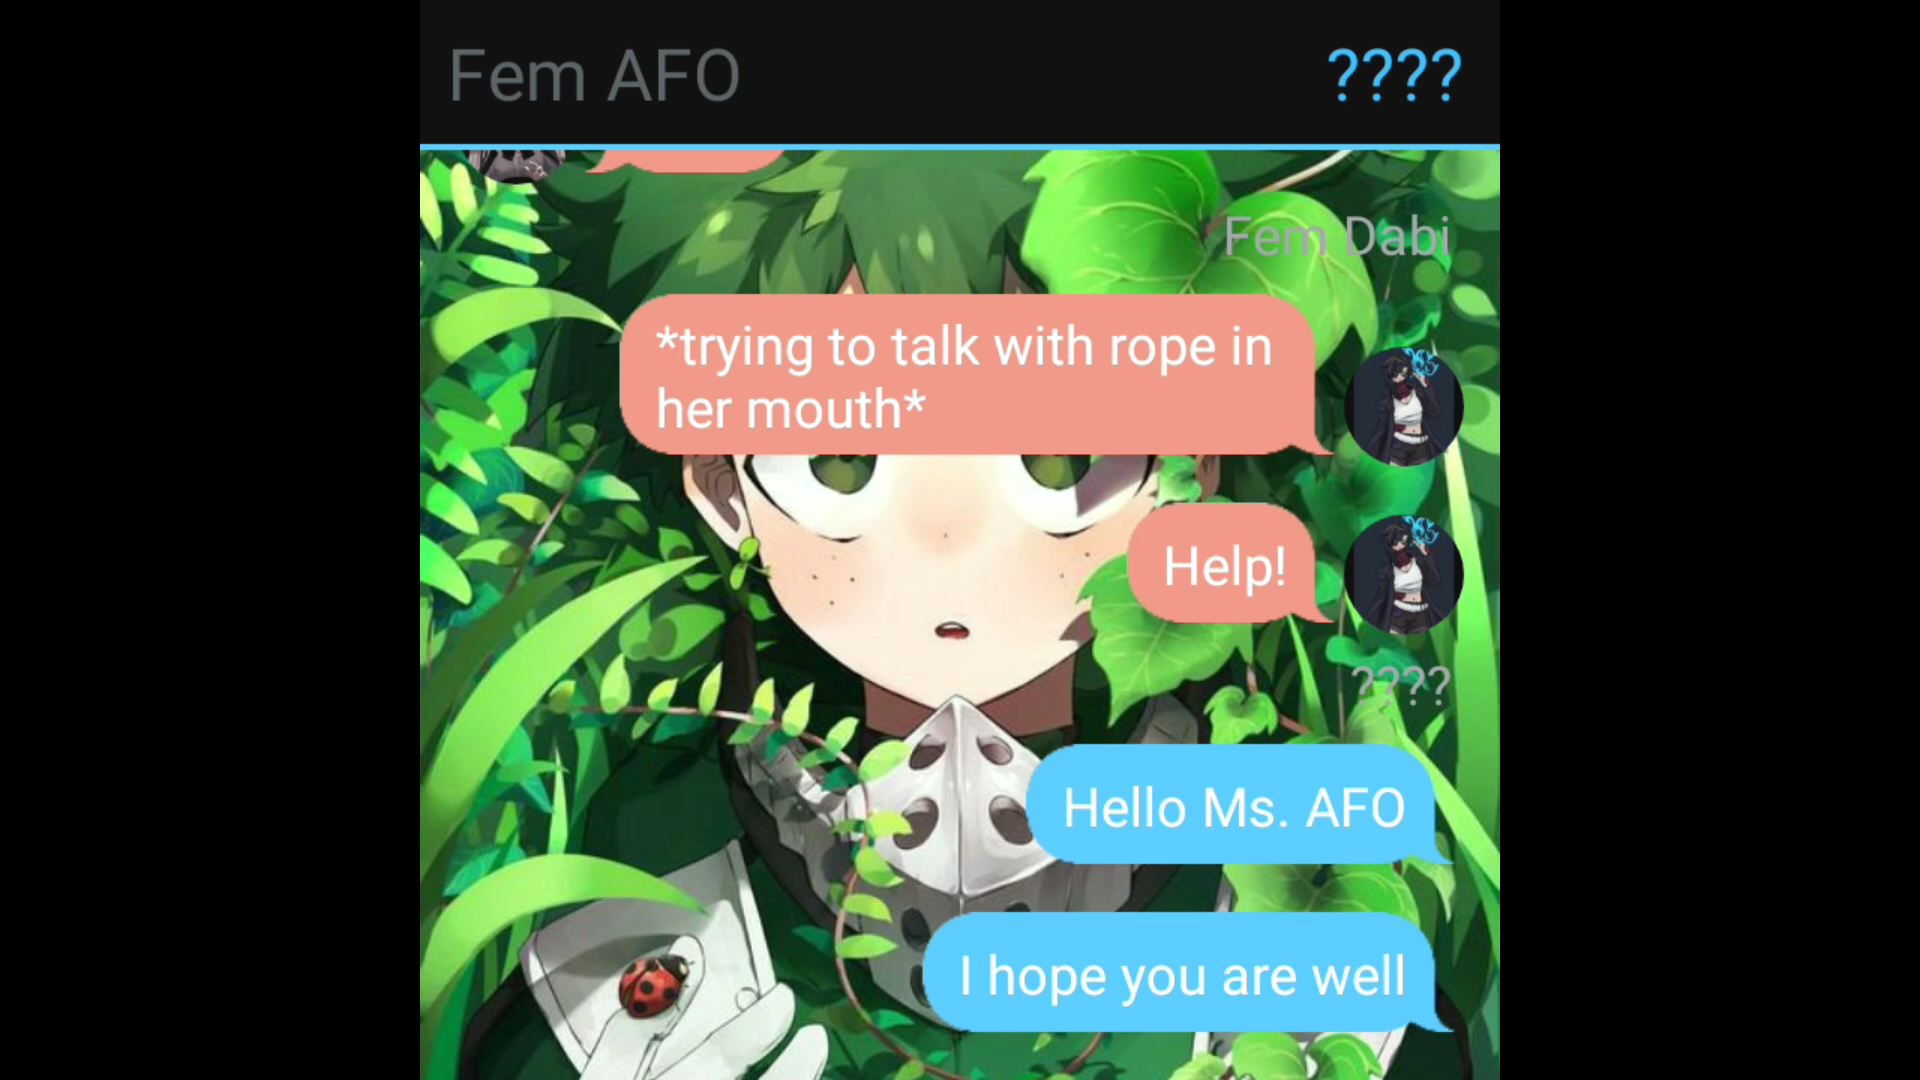 Fem AFO
????
Fem Dabi
*trying to talk with rope in
her mouth*
Help!
????
Hello Ms. AFO
I hope you are well